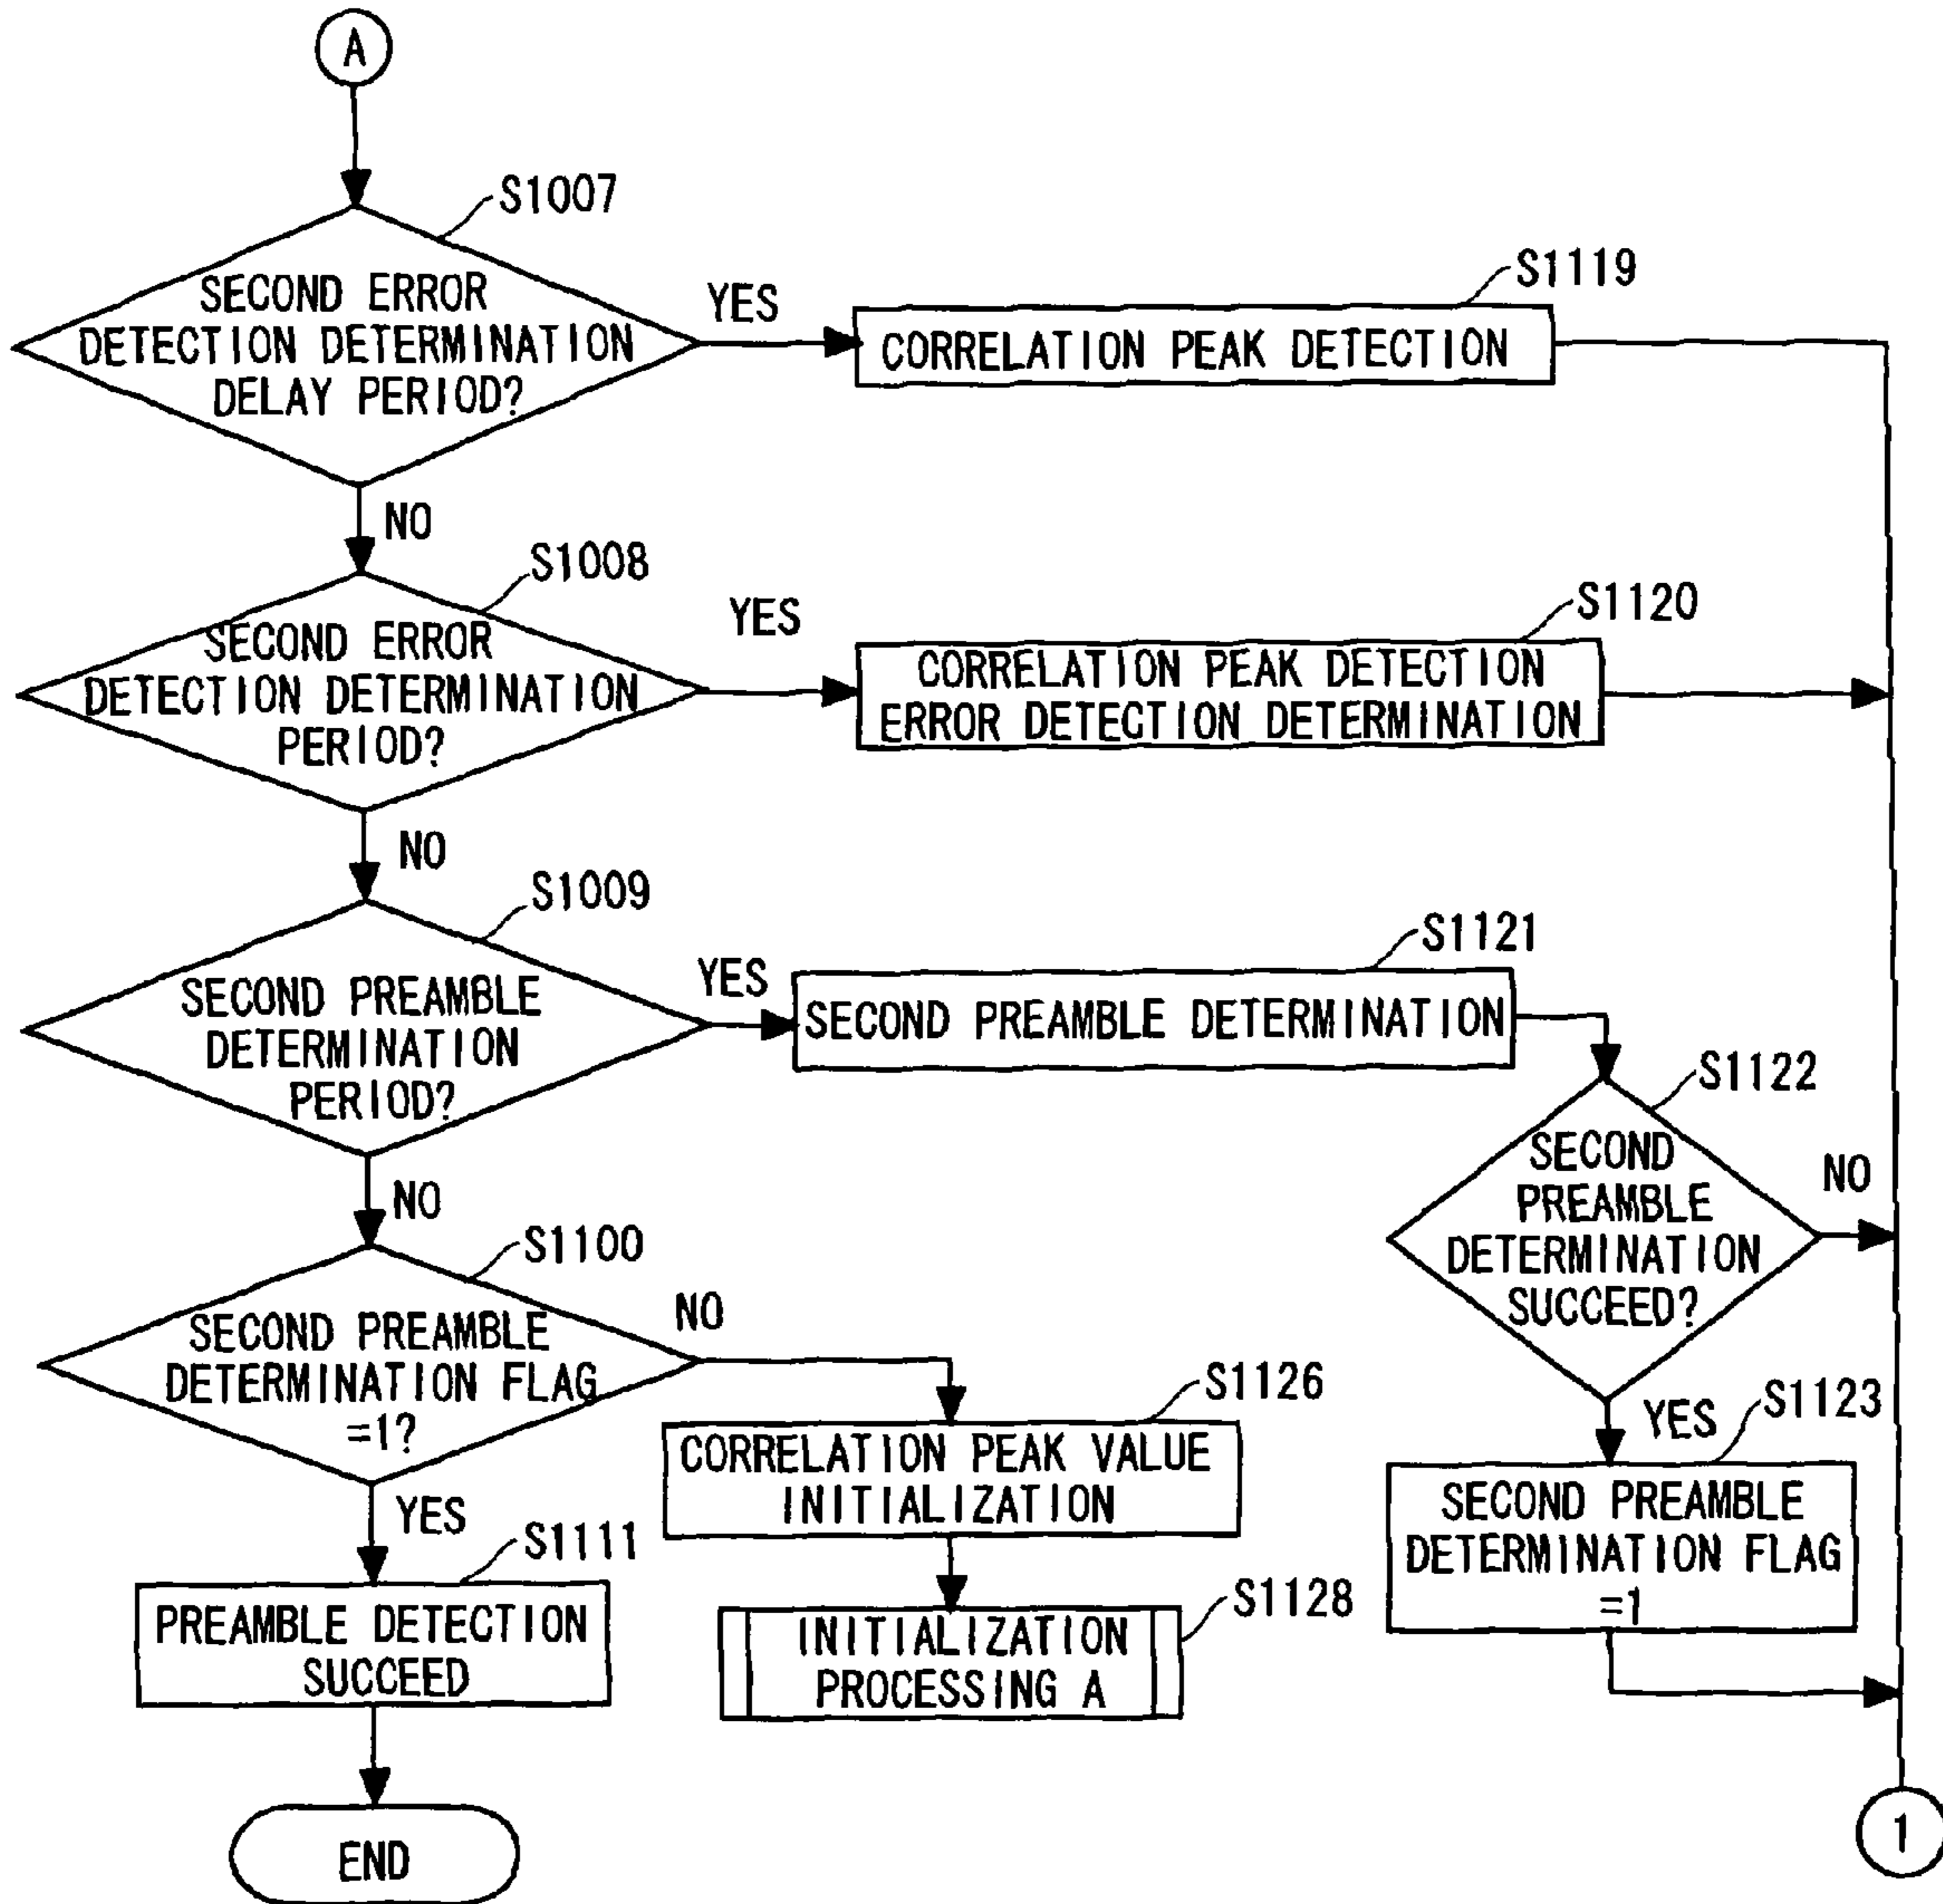 A
S1007
SECOND ERROR
DETECTION DETERMINATION
DELAY PERIOD?
YES
S1119
CORRELATION PEAK DETECTION
NO
S1008
SECOND ERROR
DETECTION DETERMINATION
PERIOD?
YES
S1120
CORRELATION PEAK DETECTION
ERROR DETECTION DETERMINATION
NO
S1009
SECOND PREAMBLE
DETERMINATION
PERIOD?
YES
S1121
SECOND PREAMBLE DETERMINATION
S1122
SECOND
PREAMBLE
DETERMINATION
SUCCEED?
NO
NO
S1100
SECOND PREAMBLE
DETERMINATION FLAG
=1?
NO
S1126
CORRELATION PEAK VALUE
INITIALIZATION
YES
S1123
SECOND PREAMBLE
DETERMINATION FLAG
=1
YES
S1111
PREAMBLE DETECTION
SUCCEED
S1128
INITIALIZATION
PROCESSING A
END
1